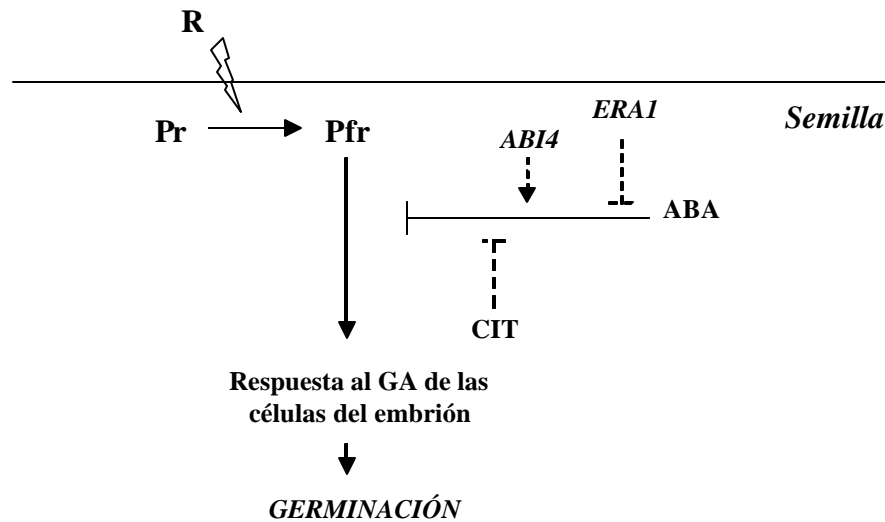 R
Semilla
Pr
Pfr
ABI4
ERA1
ABA
CIT
Respuesta al GA de las
células del embrión
GERMINACIÓN